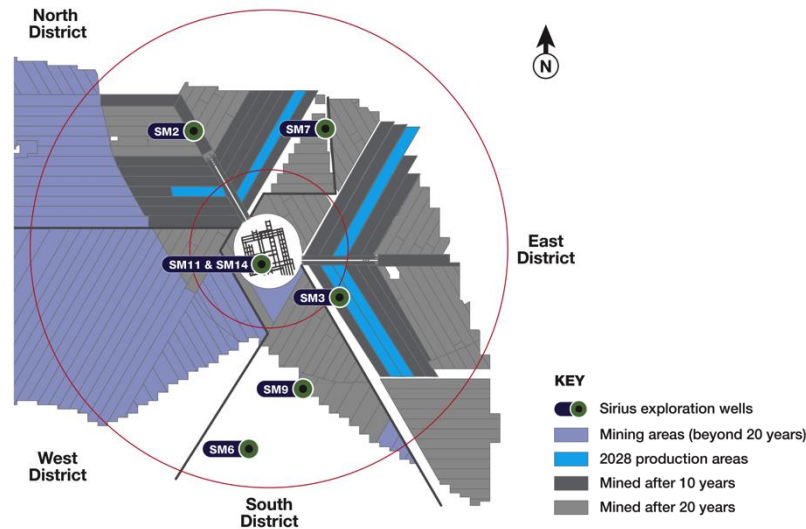 North
District
N
SM2
SM7
East
District
SM11 & SM14
SM3
SM9
SM6
West
District
South
District
KEY
Sirius exploration wells
Mining areas (beyond 20 years)
2028 production areas
Mined after 10 years
Mined after 20 years